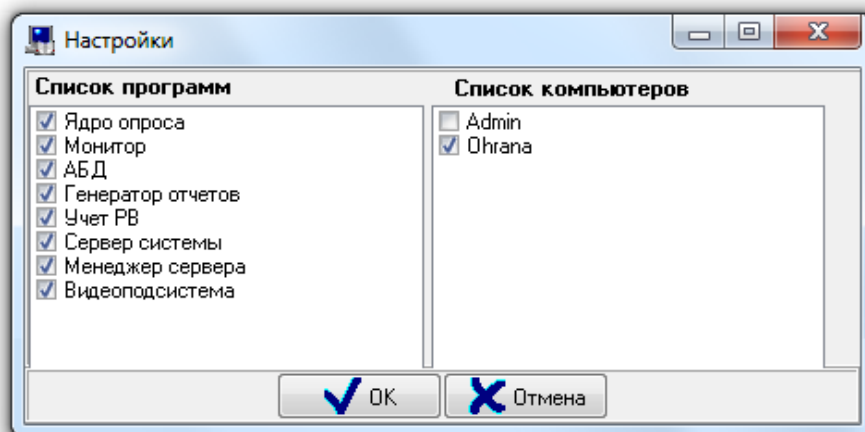 Настройки
Список программ
Ядро опроса
Монитор
АБД
Генератор отчетов
Учет РВ
Сервер системы
Менеджер сервера
Видеоподсистема
Список компьютеров
Admin
Ohrana
OK
Отмена